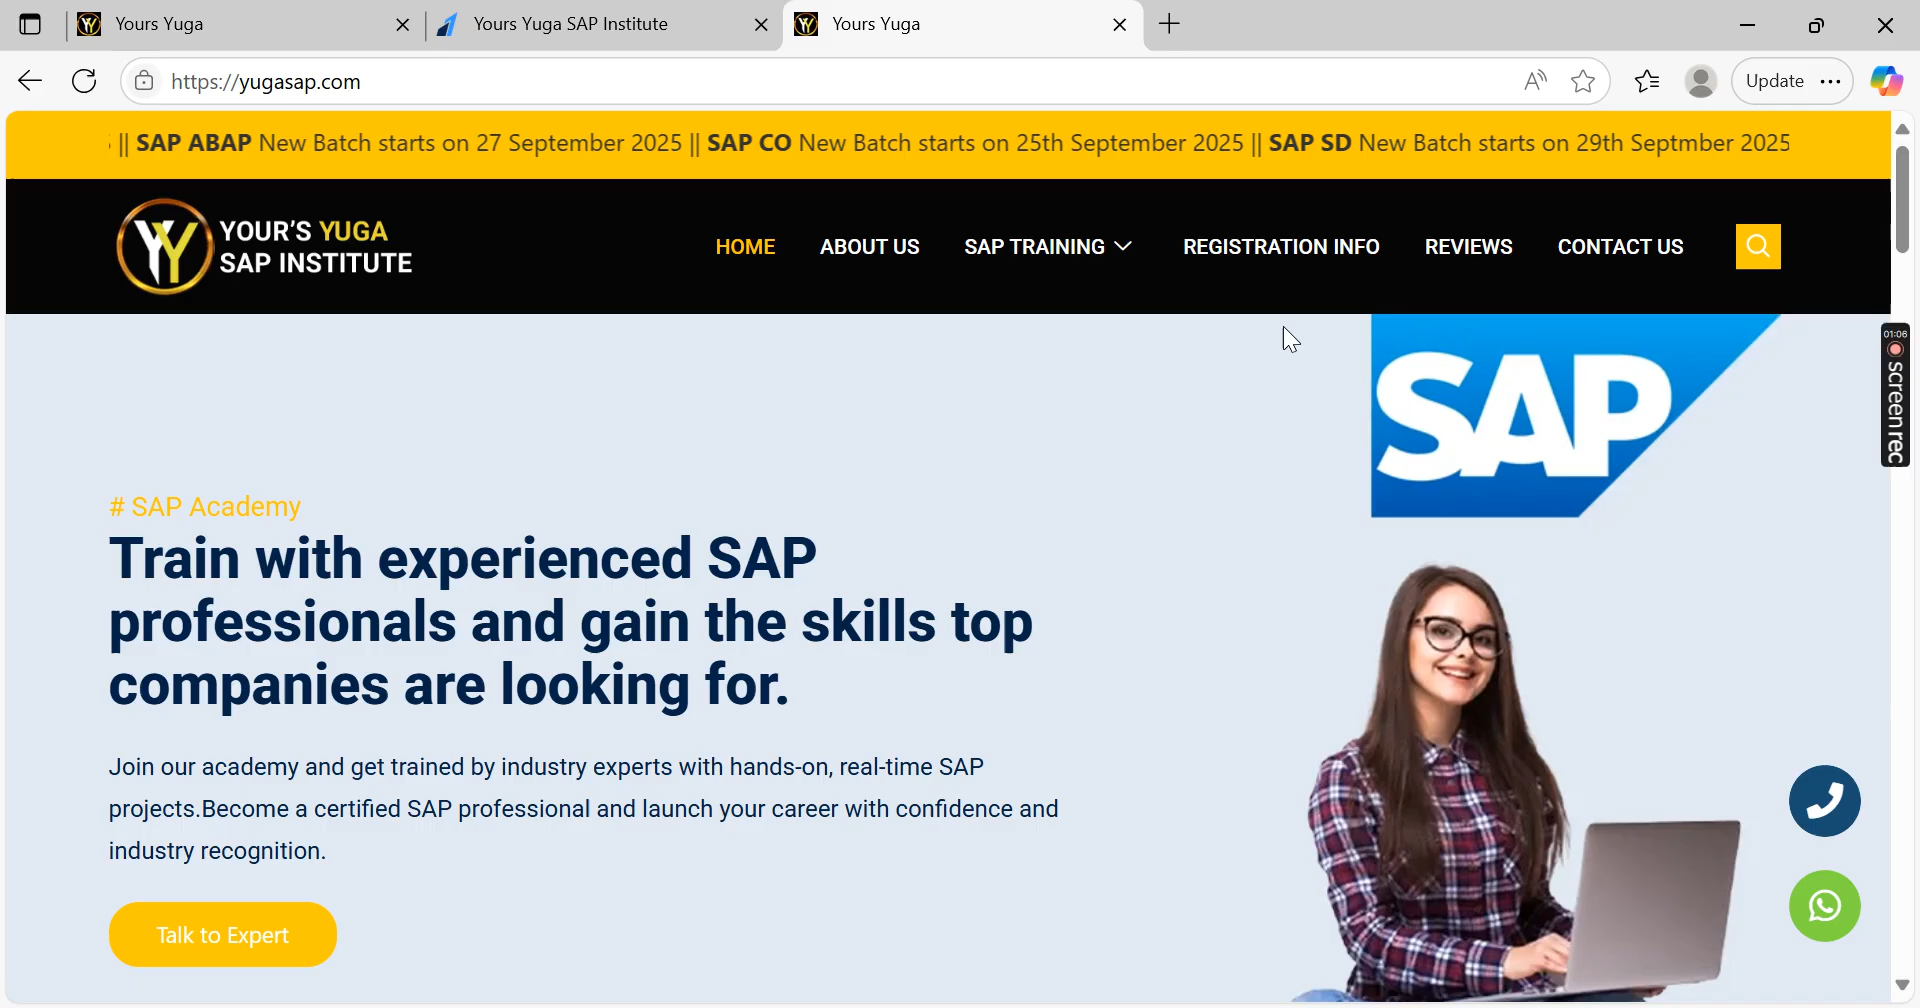 Yours Yuga
Yours Yuga SAP Institute
Yours Yuga
https://yugasap.com
Update
|| SAP ABAP New Batch starts on 27 September 2025 || SAP CO New Batch starts on 25th September 2025 || SAP SD New Batch starts on 29th Septmber 2025
YY
YOUR'S YUGA
SAP INSTITUTE
HOME
ABOUT US
SAP TRAINING
REGISTRATION INFO
REVIEWS
CONTACT US
SAP
01:06
screenrec
# SAP Academy
Train with experienced SAP
professionals and gain the skills top
companies are looking for.
Join our academy and get trained by industry experts with hands-on, real-time SAP
projects.Become a certified SAP professional and launch your career with confidence and
industry recognition.
Talk to Expert